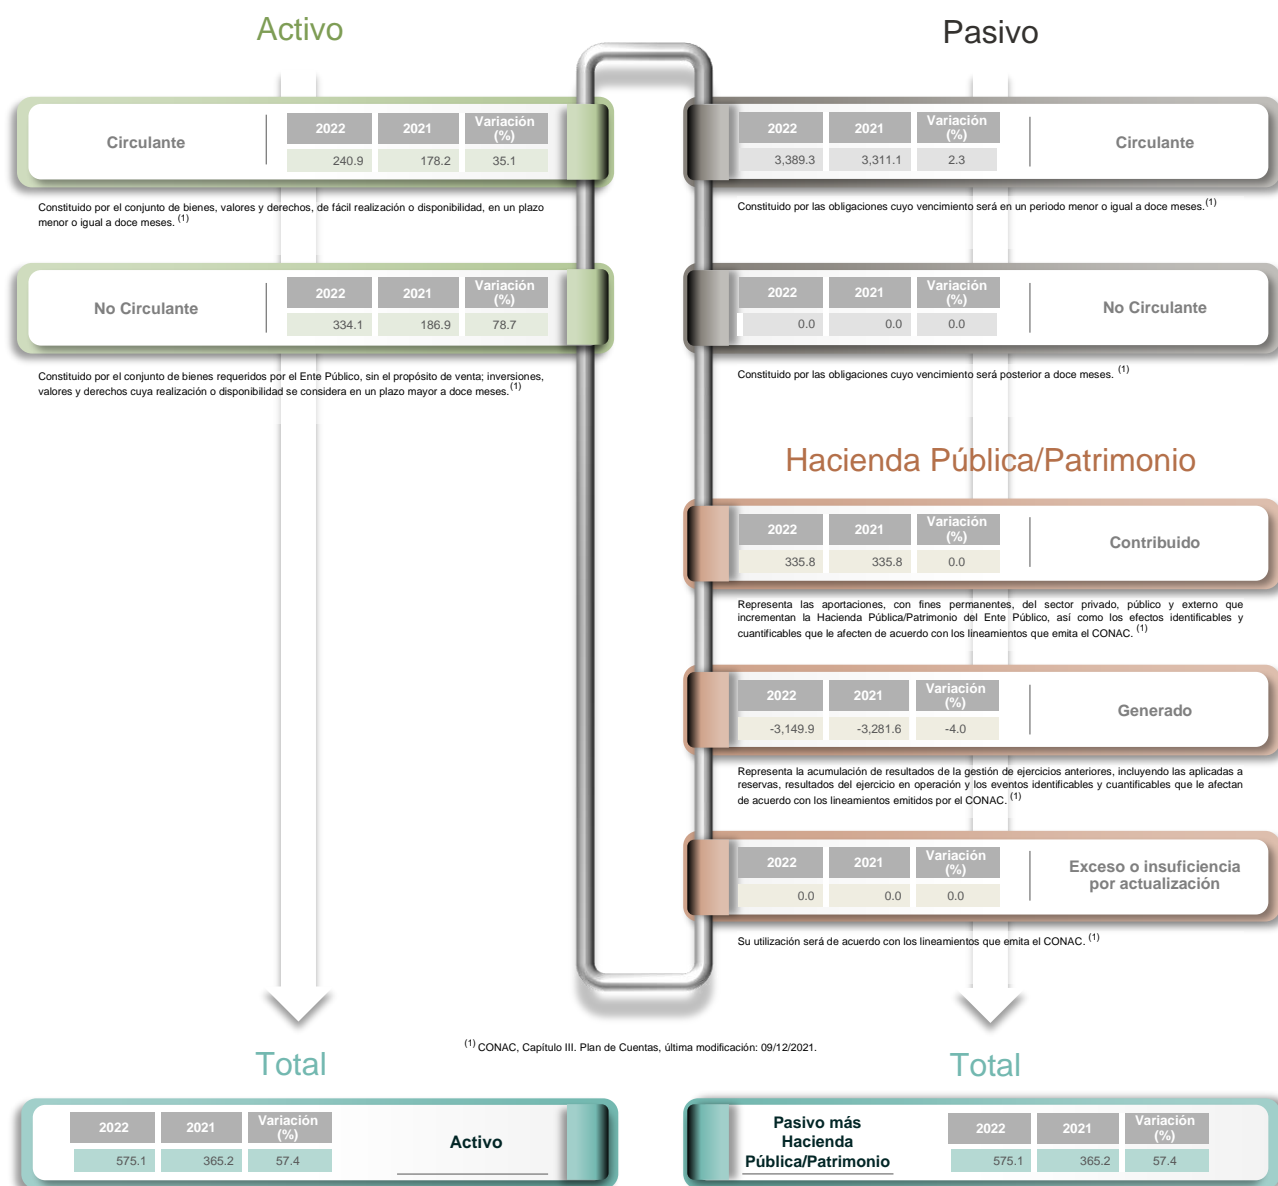 Activo
Circulante
2022 2021 Variación (%)
240.9 178.2 35.1
Constituido por el conjunto de bienes, valores y derechos, de fácil realización o disponibilidad, en un plazo
menor o igual a doce meses. (1)
No Circulante
2022 2021 Variación (%)
334.1 186.9 78.7
Constituido por el conjunto de bienes requeridos por el Ente Público, sin el propósito de venta; inversiones,
valores y derechos cuya realización o disponibilidad se considera en un plazo mayor a doce meses. (1)
Pasivo
2022 2021 Variación (%)
3,389.3 3,311.1 2.3
Circulante
Constituido por las obligaciones cuyo vencimiento será en un periodo menor o igual a doce meses. (1)
2022 2021 Variación (%)
0.0 0.0 0.0
No Circulante
Constituido por las obligaciones cuyo vencimiento será posterior a doce meses. (1)
Hacienda Pública/Patrimonio
2022 2021 Variación (%)
335.8 335.8 0.0
Contribuido
Representa las aportaciones, con fines permanentes, del sector privado, público y externo que
incrementan la Hacienda Pública/Patrimonio del Ente Público, así como los efectos identificables y
cuantificables que le afecten de acuerdo con los lineamientos que emita el CONAC. (1)
2022 2021 Variación (%)
-3,149.9 -3,281.6 -4.0
Generado
Representa la acumulación de resultados de la gestión de ejercicios anteriores, incluyendo las aplicadas a
reservas, resultados del ejercicio en operación y los eventos identificables y cuantificables que le afectan
de acuerdo con los lineamientos emitidos por el CONAC. (1)
2022 2021 Variación (%)
0.0 0.0 0.0
Exceso o insuficiencia
por actualización
Su utilización será de acuerdo con los lineamientos que emita el CONAC. (1)
(1) CONAC, Capítulo III. Plan de Cuentas, última modificación: 09/12/2021.
Total
2022 2021 Variación (%)
575.1 365.2 57.4
Activo
Total
Pasivo más
Hacienda
Pública/Patrimonio
2022 2021 Variación (%)
575.1 365.2 57.4